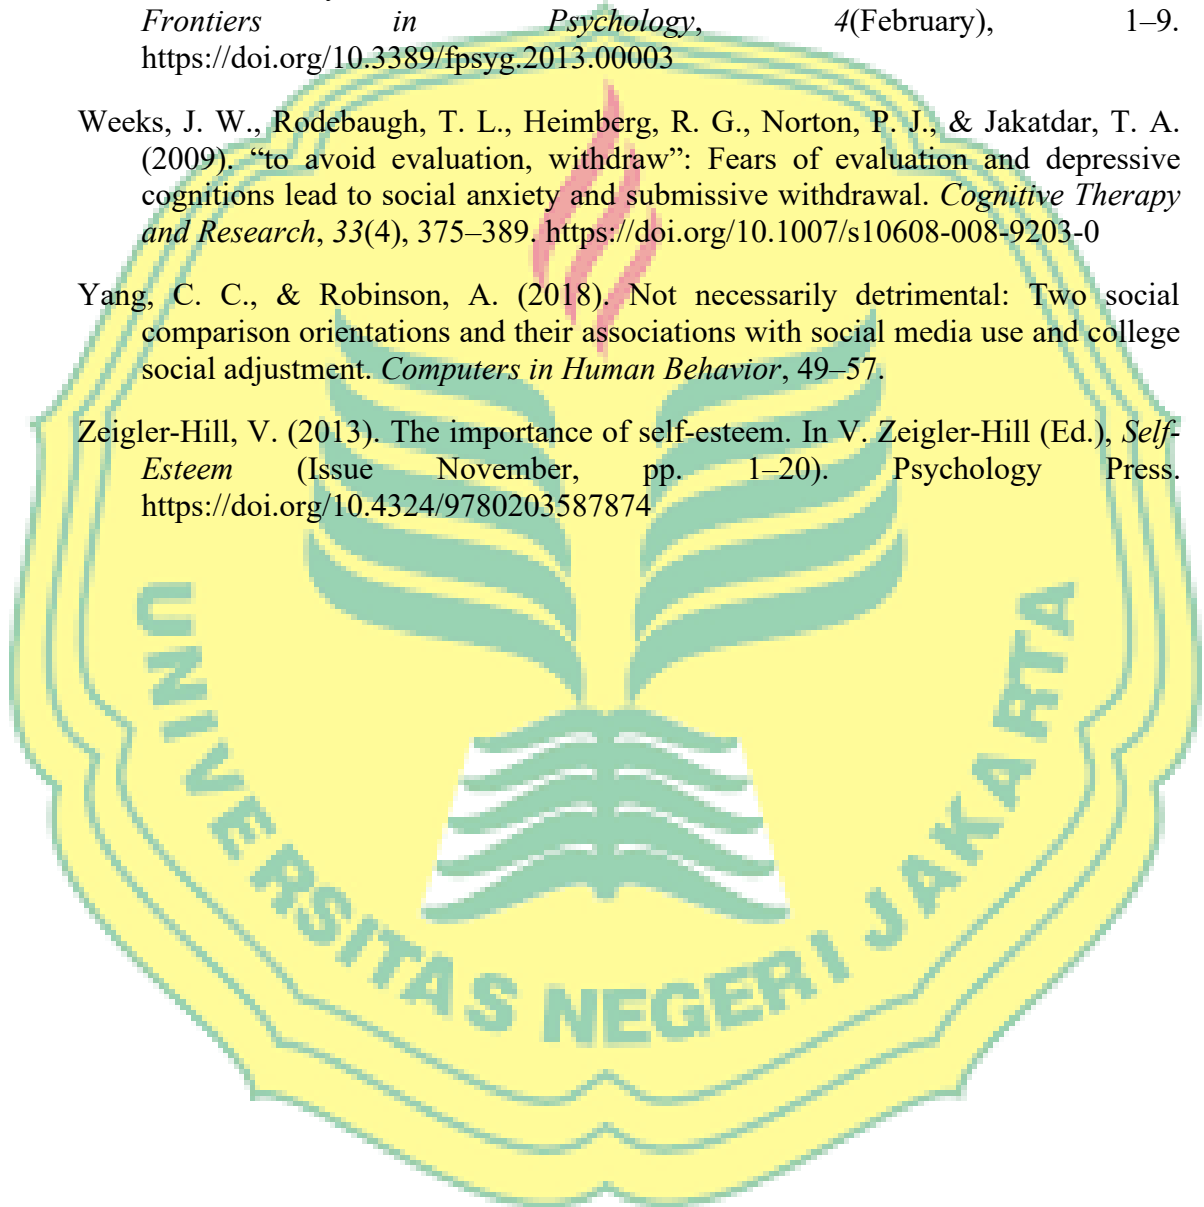 Frontiers in Psychology, 4(February), 1–9.
https://doi.org/10.3389/fpsyg.2013.00003
Weeks, J. W., Rodebaugh, T. L., Heimberg, R. G., Norton, P. J., & Jakatdar, T. A.
(2009). “to avoid evaluation, withdraw”: Fears of evaluation and depressive
cognitions lead to social anxiety and submissive withdrawal. Cognitive Therapy
and Research, 33(4), 375–389. https://doi.org/10.1007/s10608-008-9203-0
Yang, C. C., & Robinson, A. (2018). Not necessarily detrimental: Two social
comparison orientations and their associations with social media use and college
social adjustment. Computers in Human Behavior, 49–57.
Zeigler-Hill, V. (2013). The importance of self-esteem. In V. Zeigler-Hill (Ed.), Self-
Esteem (Issue November, pp. 1–20). Psychology Press.
https://doi.org/10.4324/9780203587874
UNIVERSITAS NEGERI JAKARTA